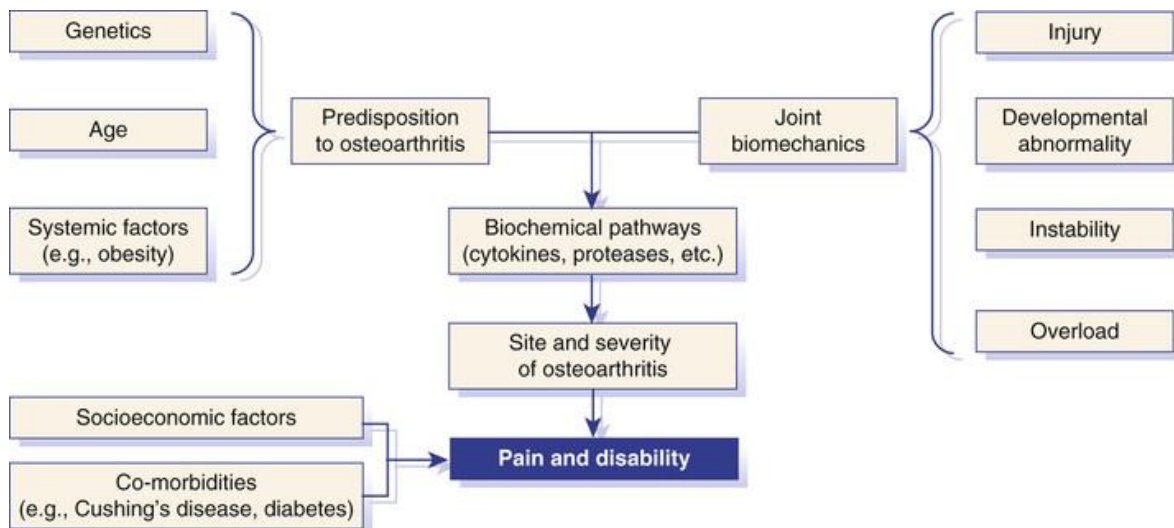 Genetics
Age
Systemic factors
(e.g., obesity)
Predisposition
to osteoarthritis
Joint
biomechanics
Injury
Developmental
abnormality
Instability
Overload
Biochemical pathways
(cytokines, proteases, etc.)
Site and severity
of osteoarthritis
Socioeconomic factors
Co-morbidities
(e.g., Cushing's disease, diabetes)
Pain and disability